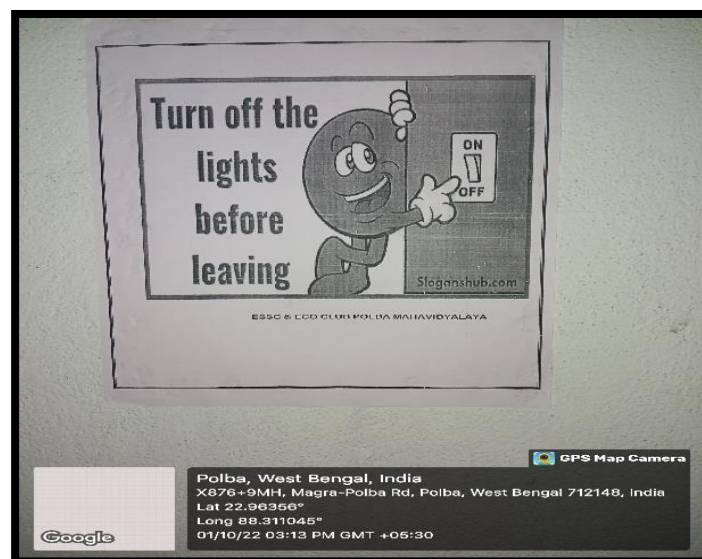 Turn off the
lights
before
leaving
ON
OFF
Sloganshub.com
ESSC & ECO CLUB POLBA MAHAVIDYALAYA
GPS Map Camera
Polba, West Bengal, India
X876+9MH, Magra-Polba Rd, Polba, West Bengal 712148, India
Lat 22.96356°
Long 88.311045°
01/10/22 03:13 PM GMT +05:30
Google